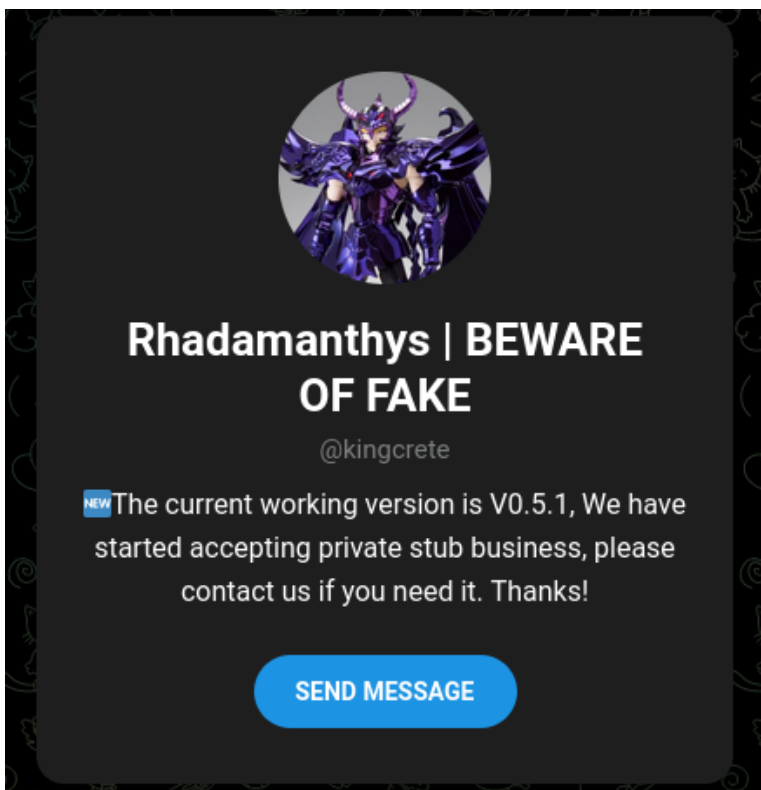 Rhadamanthys | BEWARE
OF FAKE
@kingcrete
🆕The current working version is V0.5.1, We have
started accepting private stub business, please
contact us if you need it. Thanks!
SEND MESSAGE